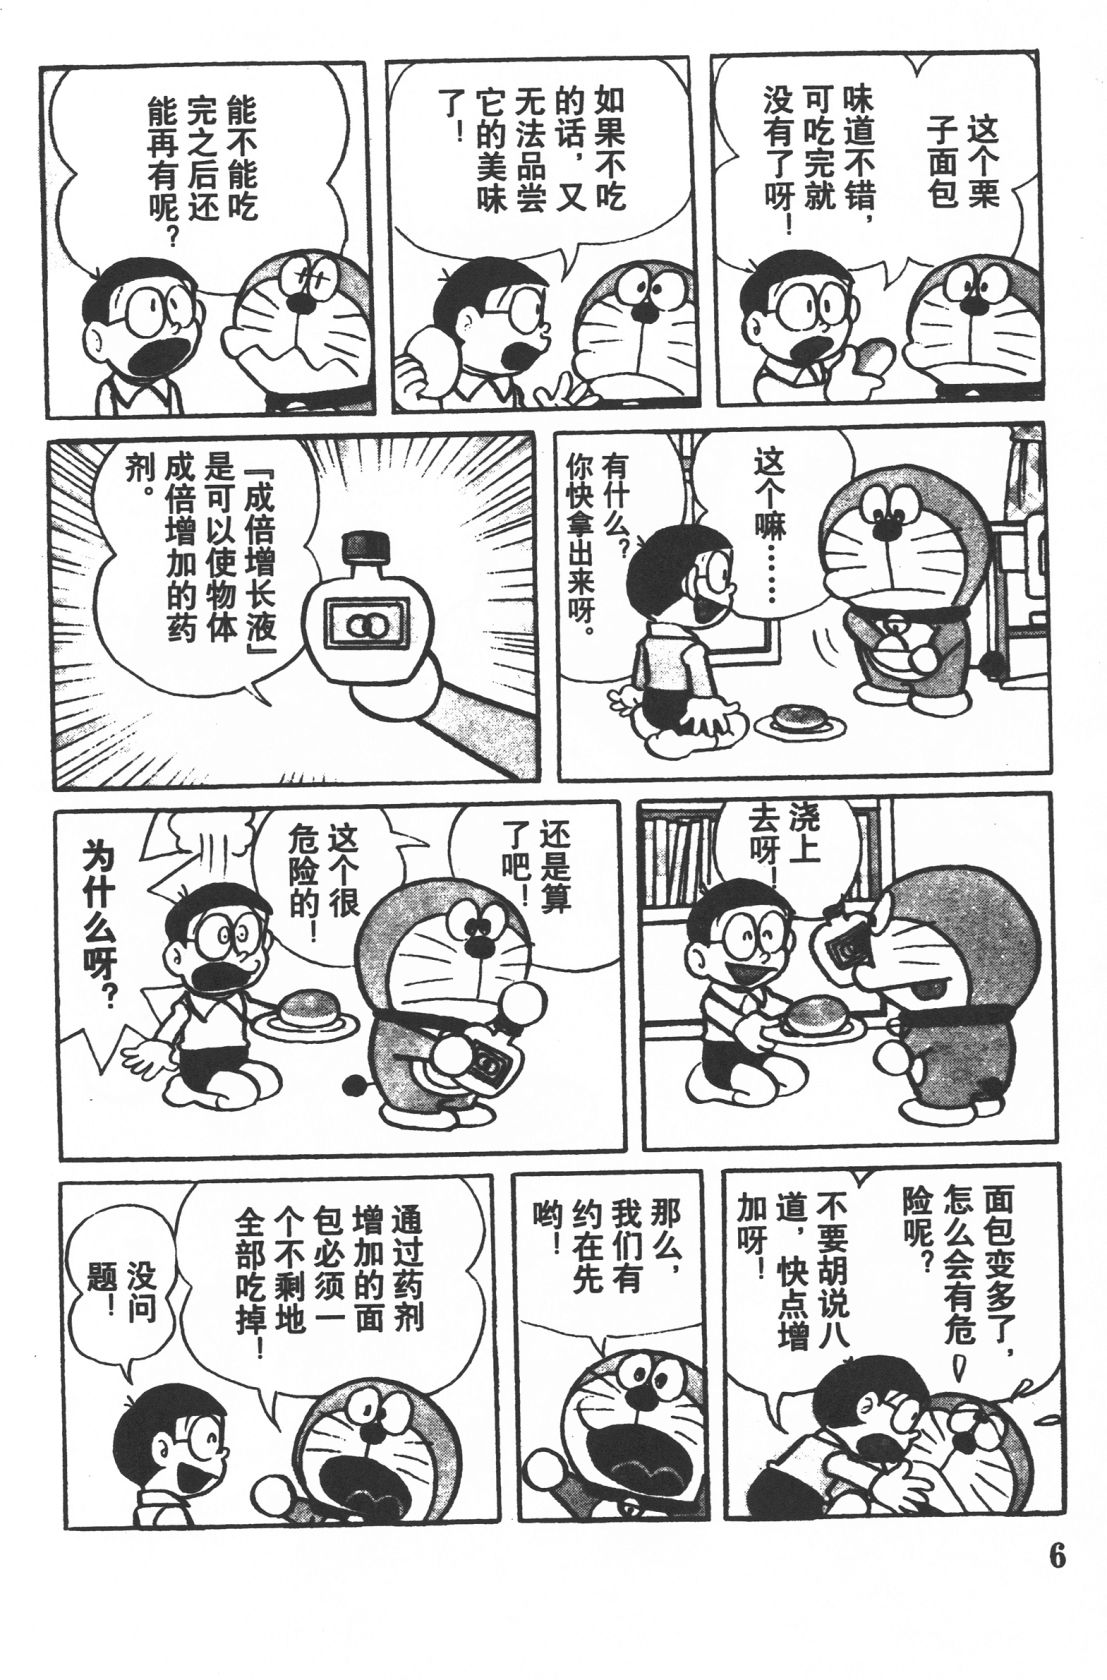 这个栗
子面包
味道不错，
可吃完就
没有了呀！
如果不吃
的话，又
无法品尝
它的美味
了！
能不能吃
完之后还
能再有呢？
这个嘛……
有什么？
你快拿出来呀。
『成倍增长液』
是可以使物体
成倍增加的药
剂。
浇上
去呀！
还是算
了吧！
这个很
危险的！
为什么呀？
面包变多了，
怎么会有危
险呢？
不要胡说八
道，快点增
加呀！
那么，
我们有
约在先
哟！
通过药剂
增加的面
包必须一
个不剩地
全部吃掉！
没问
题！
6